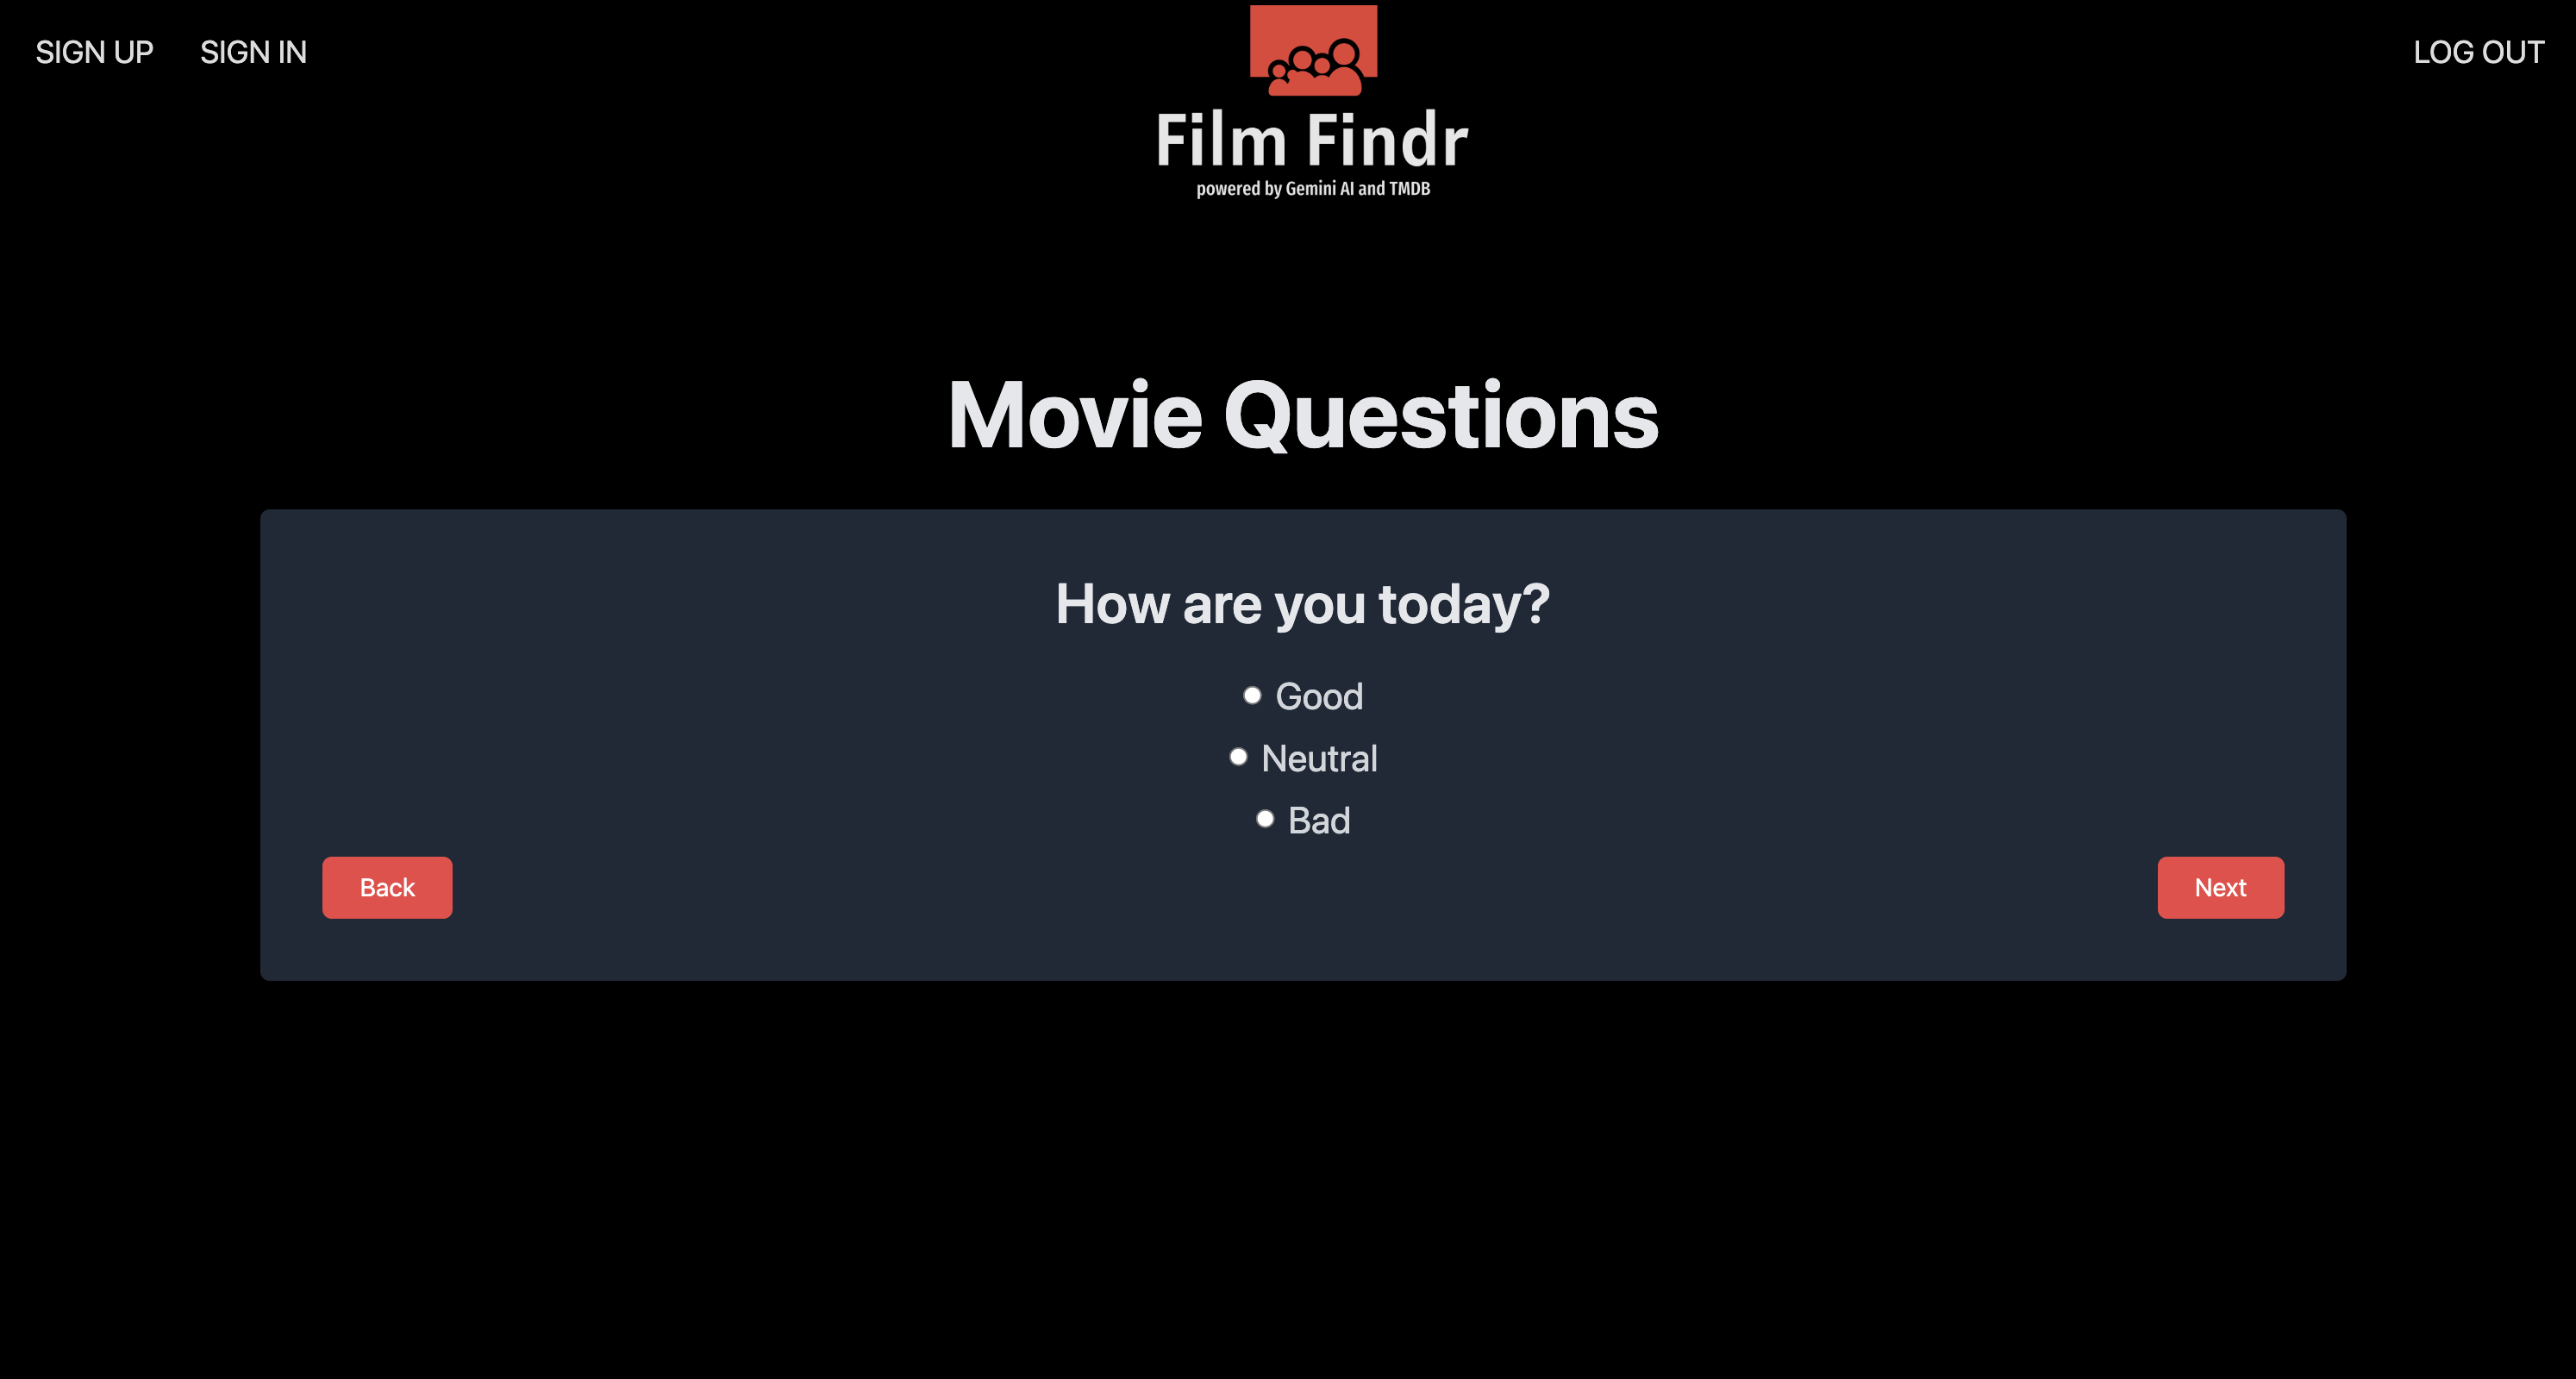 SIGN UP SIGN IN LOG OUT
Film Findr
powered by Gemini AI and TMDB
Movie Questions
How are you today?
Good
Neutral
Bad
Back Next